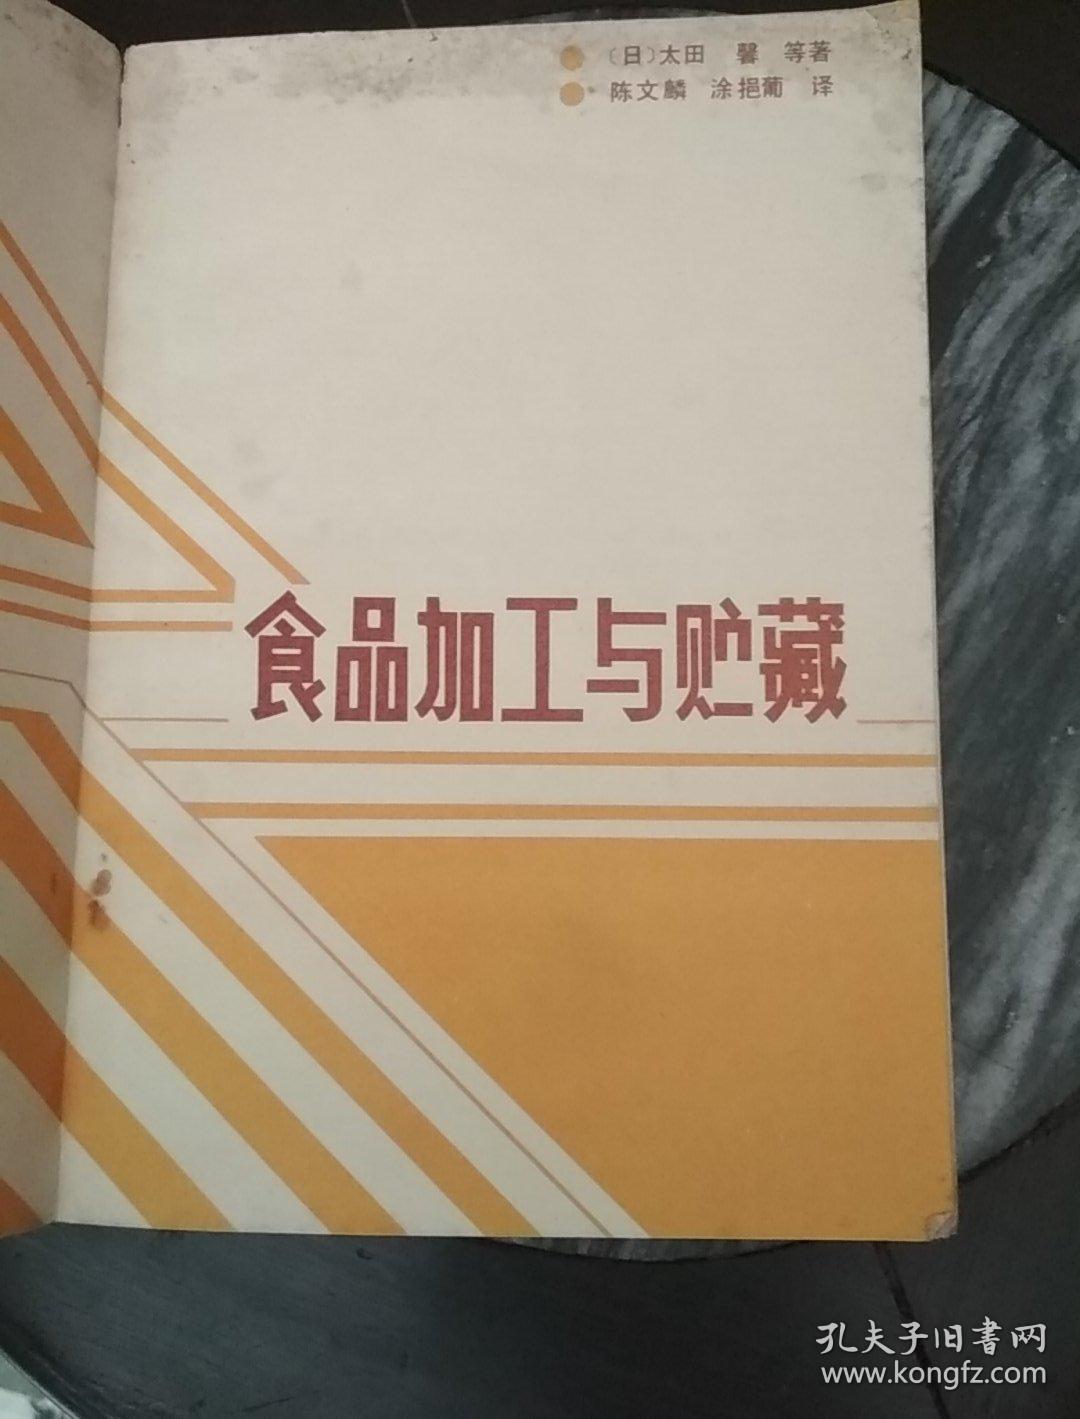 (日)太田 馨 等著
陈文麟 涂挹葡 译
食品加工与贮藏
孔夫子旧书网
www.kongfz.com